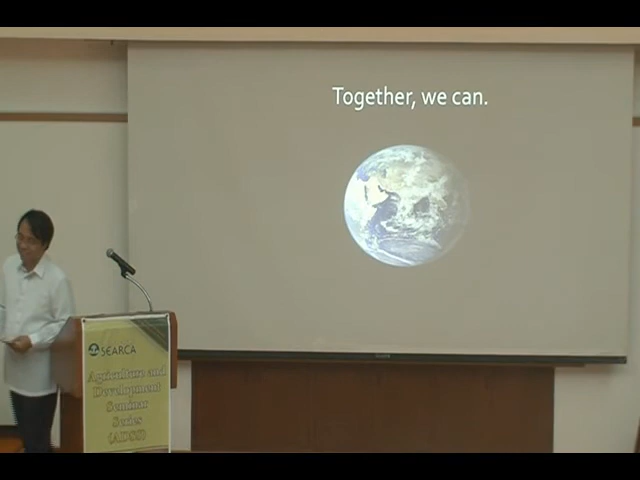 Together, we can.
SEARCA
Agriculture and
Development
Seminar
Series
(ADSS)